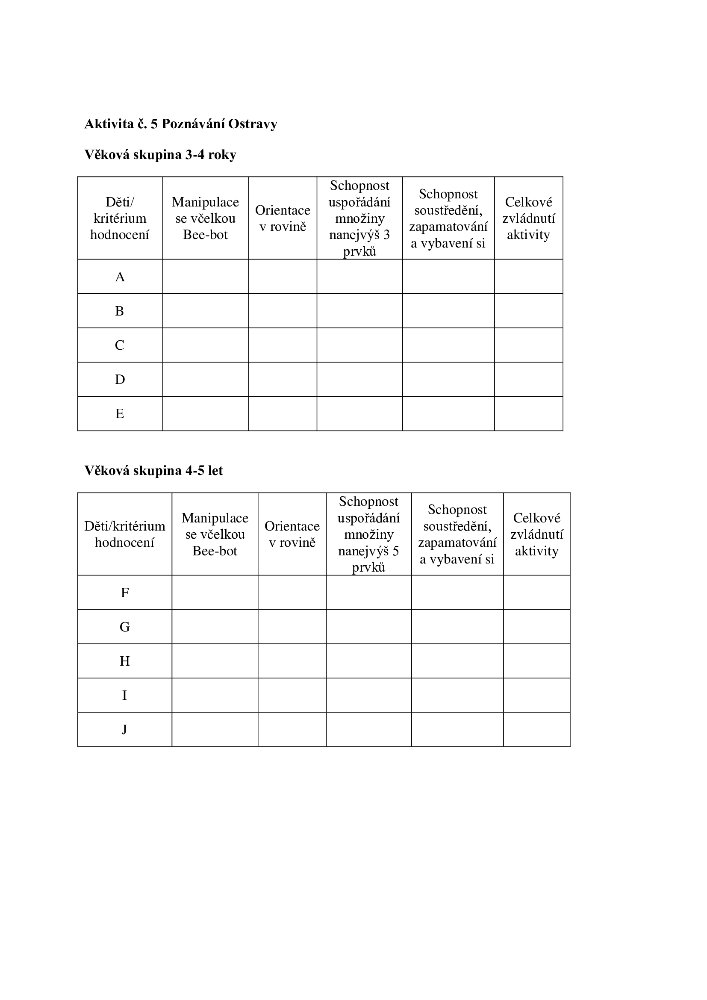 Aktivita č. 5 Poznávání Ostravy
Věková skupina 3-4 roky
Děti/
kritérium
hodnocení
Manipulace
se včelkou
Bee-bot
Orientace
v rovině
Schopnost
uspořádání
množiny
nanejvýš 3
prvků
Schopnost
soustředění,
zapamatování
a vybavení si
Celkové
zvládnutí
aktivity
A
B
C
D
E
Věková skupina 4-5 let
Děti/kritérium
hodnocení
Manipulace
se včelkou
Bee-bot
Orientace
v rovině
Schopnost
uspořádání
množiny
nanejvýš 5
prvků
Schopnost
soustředění,
zapamatování
a vybavení si
Celkové
zvládnutí
aktivity
F
G
H
I
J